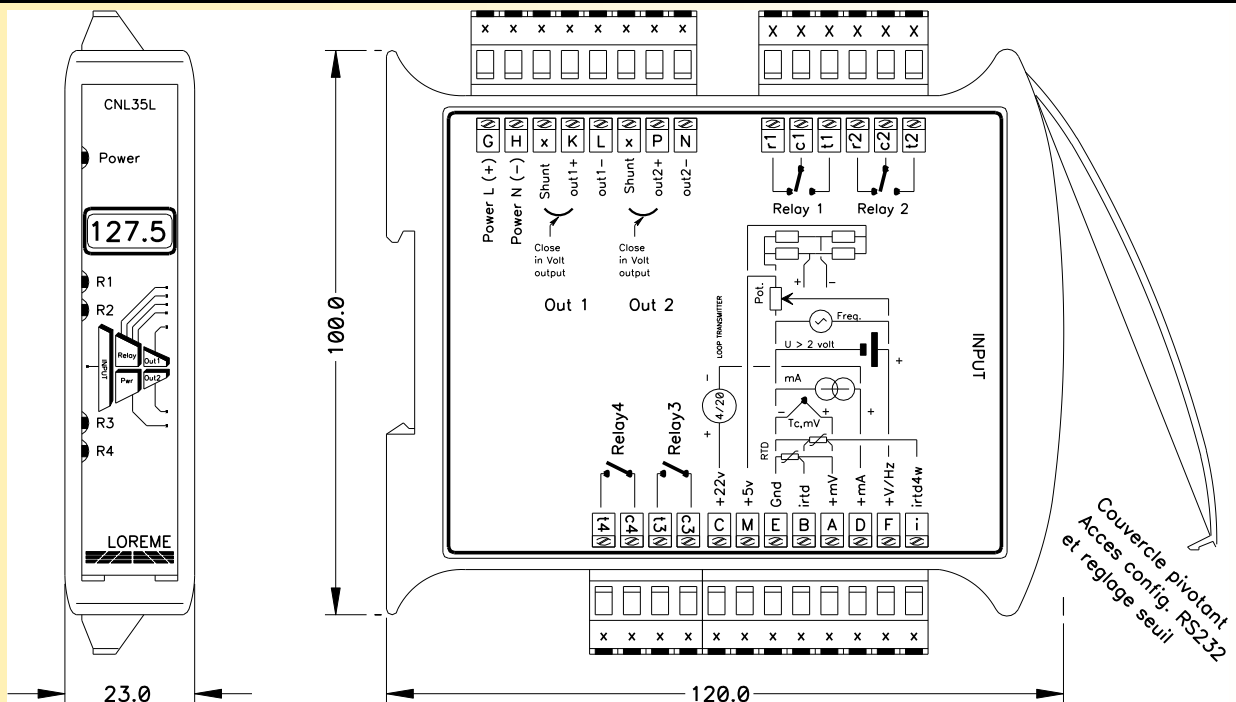 CNL35L
Power
127.5
R1
R2
INPUT
Relay
Pwr
Out1
Out2
R3
R4
LOREME
23.0
100.0
x x x x x x x x
x x x x x x
G H x K L x P N
Power L (+)
Power N (-)
Shunt
out1+
out1-
Shunt
out2+
out2-
Close
in Volt
output
Close
in Volt
output
Out 1
Out 2
r1 c1 t1 r2 c2 t2
Relay 1
Relay 2
+ -
Pot.
Freq.
U > 2 volt
+
LOOP TRANSMITTER
-
4/20
+
mA
+
- +
Tc,mV
RTD
INPUT
Relay4
Relay3
+22v
+5v
Gnd
irtd
+mV
+mA
+V/Hz
irtd4w
t4 c4 t3 c3 C M E B A D F i
x x x x x x x x x x x x
120.0
Couvercle pivotant
Acces config. RS232
et reglage seuil